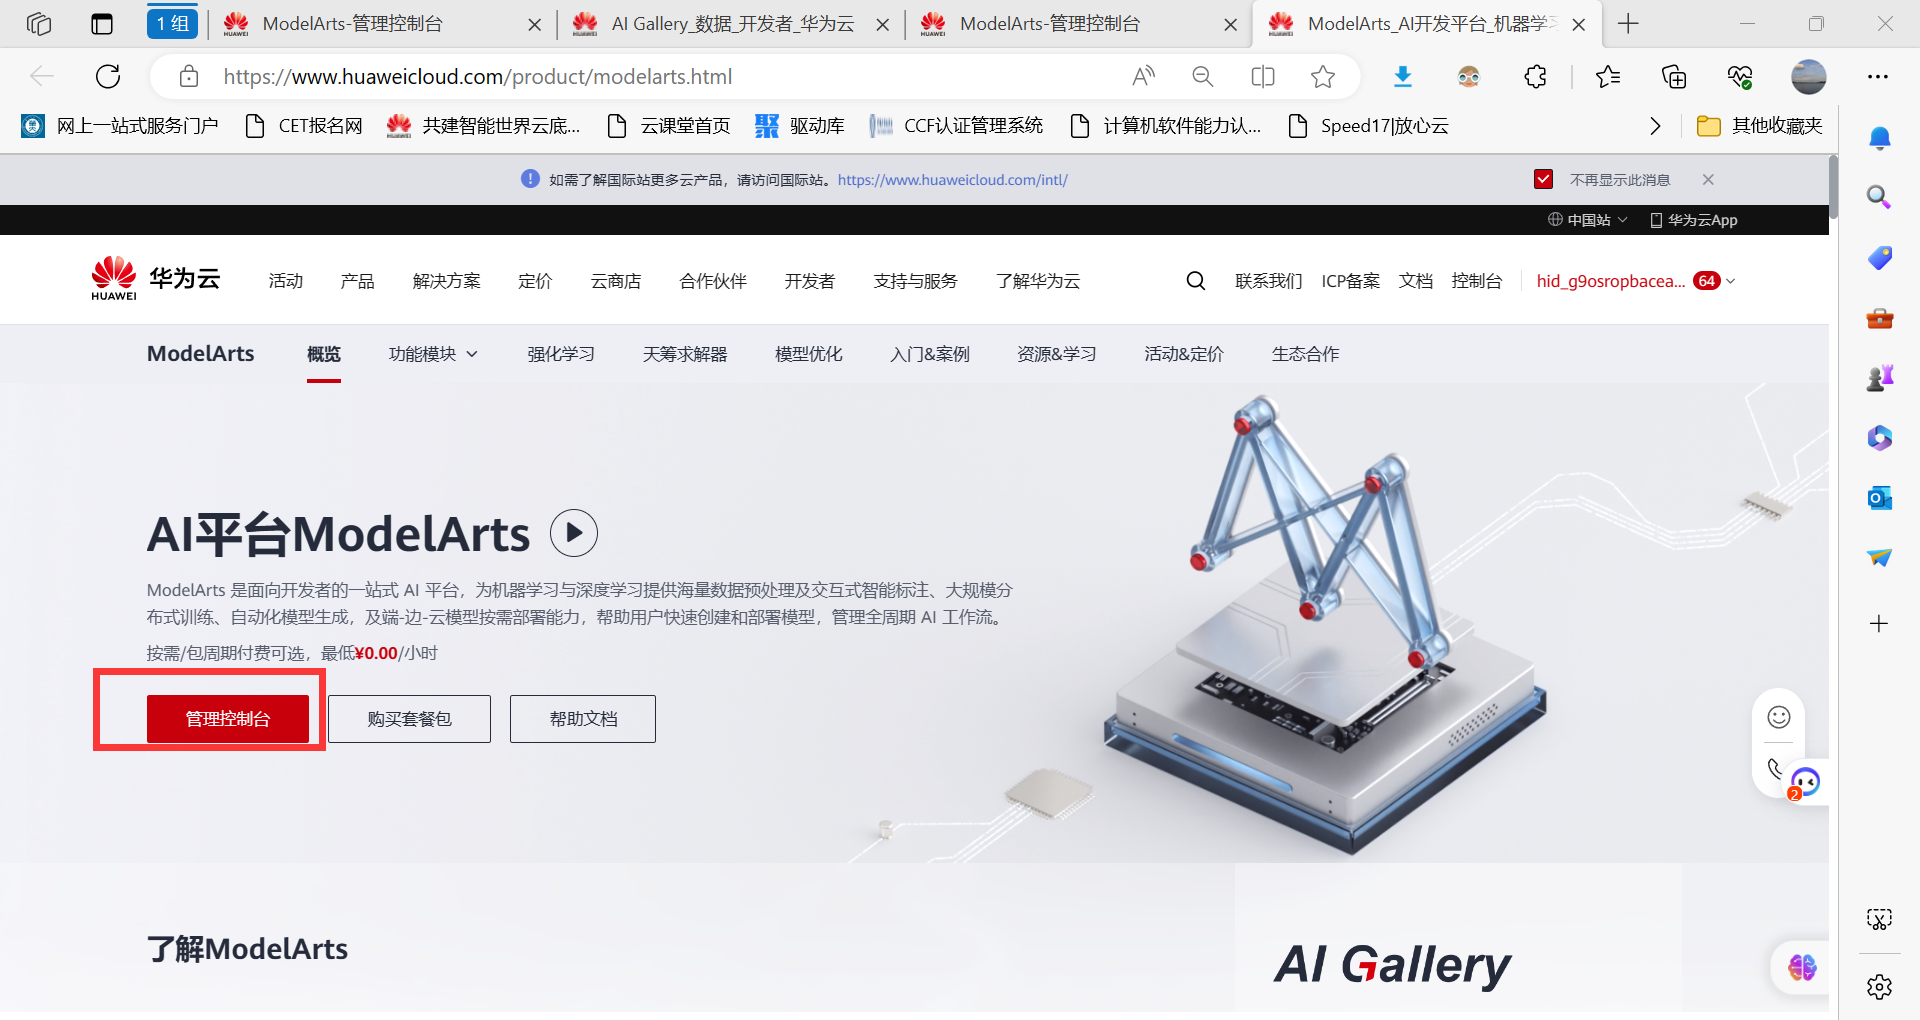 1 组
ModelArts-管理控制台
AI Gallery_数据_开发者_华为云
ModelArts-管理控制台
ModelArts_AI开发平台_机器学习
https://www.huaweicloud.com/product/modelarts.html
网上一站式服务门户
CET报名网
共建智能世界云底...
云课堂首页
驱动库
CCF认证管理系统
计算机软件能力认...
Speed17|放心云
其他收藏夹
如需了解国际站更多云产品，请访问国际站。https://www.huaweicloud.com/intl/
不再显示此消息
中国站
华为云App
HUAWEI
华为云
活动
产品
解决方案
定价
云商店
合作伙伴
开发者
支持与服务
了解华为云
联系我们
ICP备案
文档
控制台
hid_g9osropbacea...
64
ModelArts
概览
功能模块
强化学习
天筹求解器
模型优化
入门&案例
资源&学习
活动&定价
生态合作
AI平台ModelArts
ModelArts 是面向开发者的一站式 AI 平台，为机器学习与深度学习提供海量数据预处理及交互式智能标注、大规模分
布式训练、自动化模型生成，及端-边-云模型按需部署能力，帮助用户快速创建和部署模型，管理全周期 AI 工作流。
按需/包周期付费可选，最低¥0.00/小时
管理控制台
购买套餐包
帮助文档
2
了解ModelArts
AI Gallery